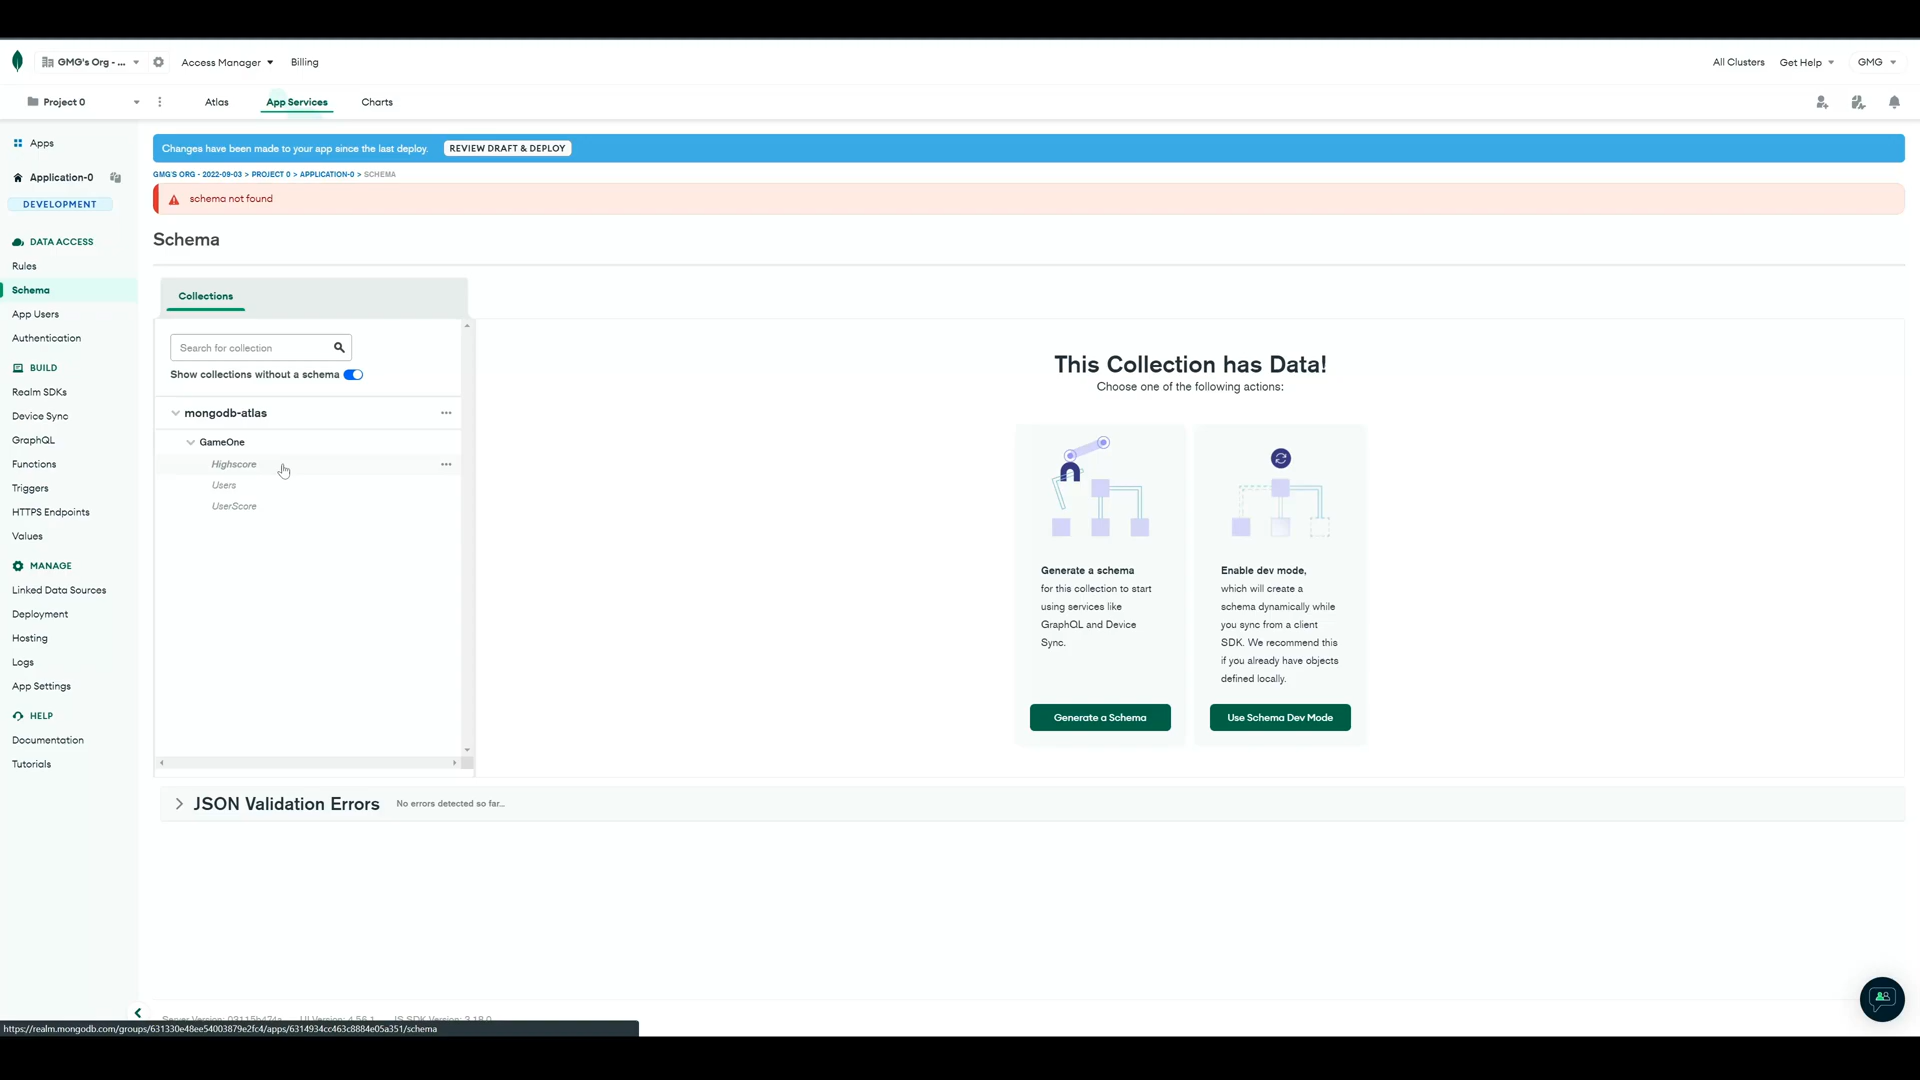 GMG's Org - ...
Access Manager
Billing
All Clusters
Get Help
GMG
Project 0
Atlas
App Services
Charts
Apps
Application-0
DEVELOPMENT
DATA ACCESS
Rules
Schema
App Users
Authentication
BUILD
Realm SDKs
Device Sync
GraphQL
Functions
Triggers
HTTPS Endpoints
Values
MANAGE
Linked Data Sources
Deployment
Hosting
Logs
App Settings
HELP
Documentation
Tutorials
Changes have been made to your app since the last deploy.
REVIEW DRAFT & DEPLOY
GMG'S ORG - 2022-09-03 > PROJECT 0 > APPLICATION-0 > SCHEMA
schema not found
Schema
Collections
Search for collection
Show collections without a schema
mongodb-atlas
GameOne
Highscore
Users
UserScore
This Collection has Data!
Choose one of the following actions:
Generate a schema
for this collection to start
using services like
GraphQL and Device
Sync.
Generate a Schema
Enable dev mode,
which will create a
schema dynamically while
you sync from a client
SDK. We recommend this
if you already have objects
defined locally.
Use Schema Dev Mode
JSON Validation Errors
No errors detected so far...
https://realm.mongodb.com/groups/631330e48ee54003879e2fc4/apps/6314934cc463c8884e05a351/schema